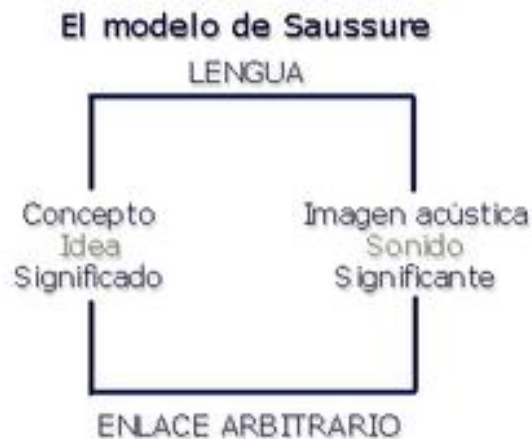 El modelo de Saussure
LENGUA
Concepto
Idea
Significado
Imagen acústica
Sonido
Significante
ENLACE ARBITRARIO